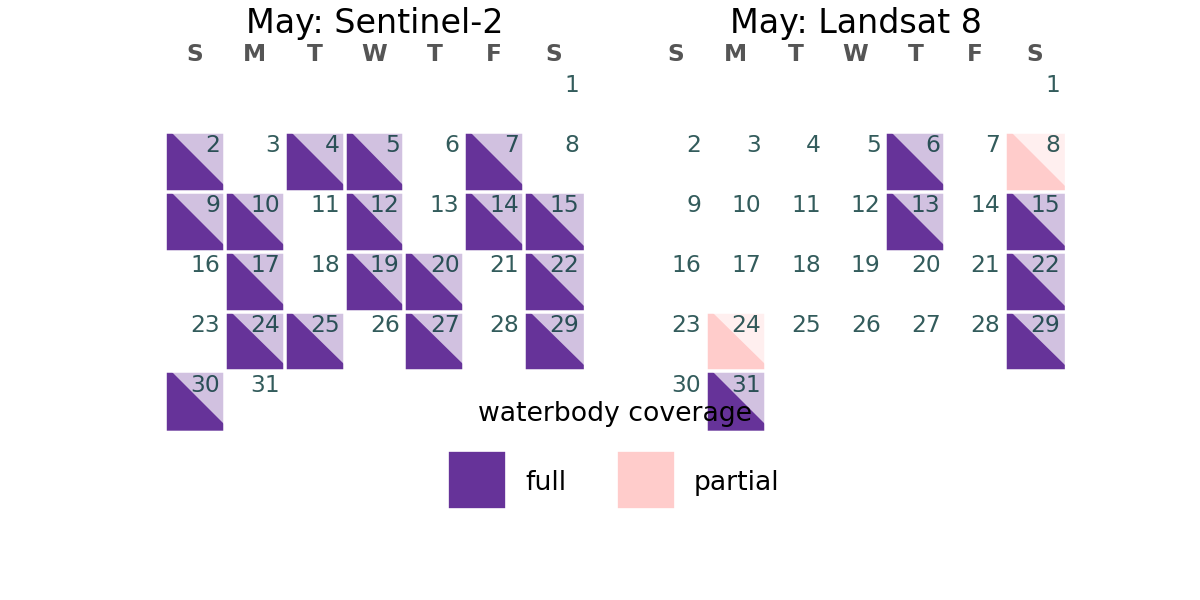 May: Sentinel-2
S M T W T F S
1
2 3 4 5 6 7 8
9 10 11 12 13 14 15
16 17 18 19 20 21 22
23 24 25 26 27 28 29
30 31
May: Landsat 8
S M T W T F S
1
2 3 4 5 6 7 8
9 10 11 12 13 14 15
16 17 18 19 20 21 22
23 24 25 26 27 28 29
30 31
waterbody coverage
full
partial